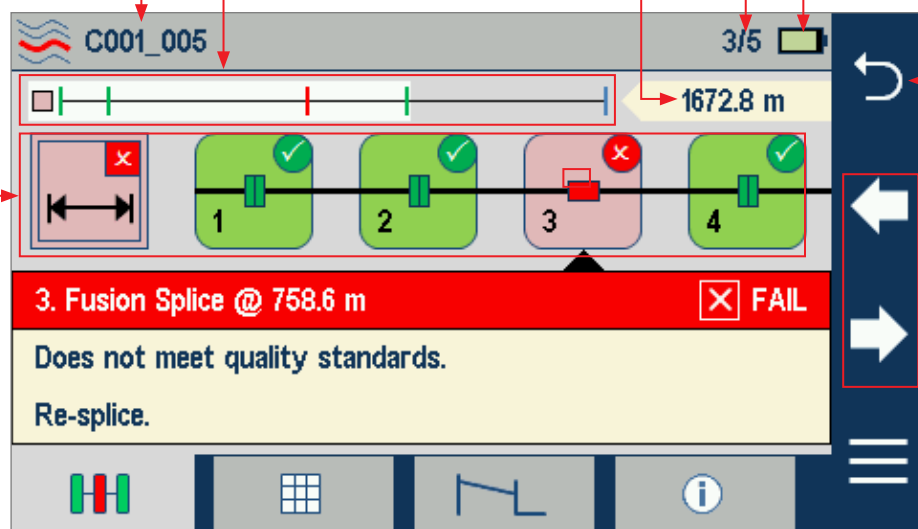 C001_005 3/5
1672.8 m
1 2 3 4
3. Fusion Splice @ 758.6 m FAIL
Does not meet quality standards.
Re-splice.